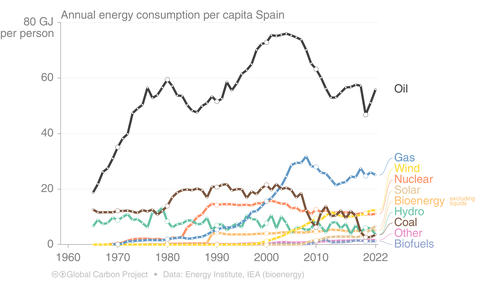 Annual energy consumption per capita Spain
80 GJ
per person
60
40
20
0
1960
1970
1980
1990
2000
2010
2022
Oil
Gas
Wind
Nuclear
Solar
Bioenergy excluding liquids
Hydro
Coal
Other
Biofuels
Global Carbon Project • Data: Energy Institute, IEA (bioenergy)